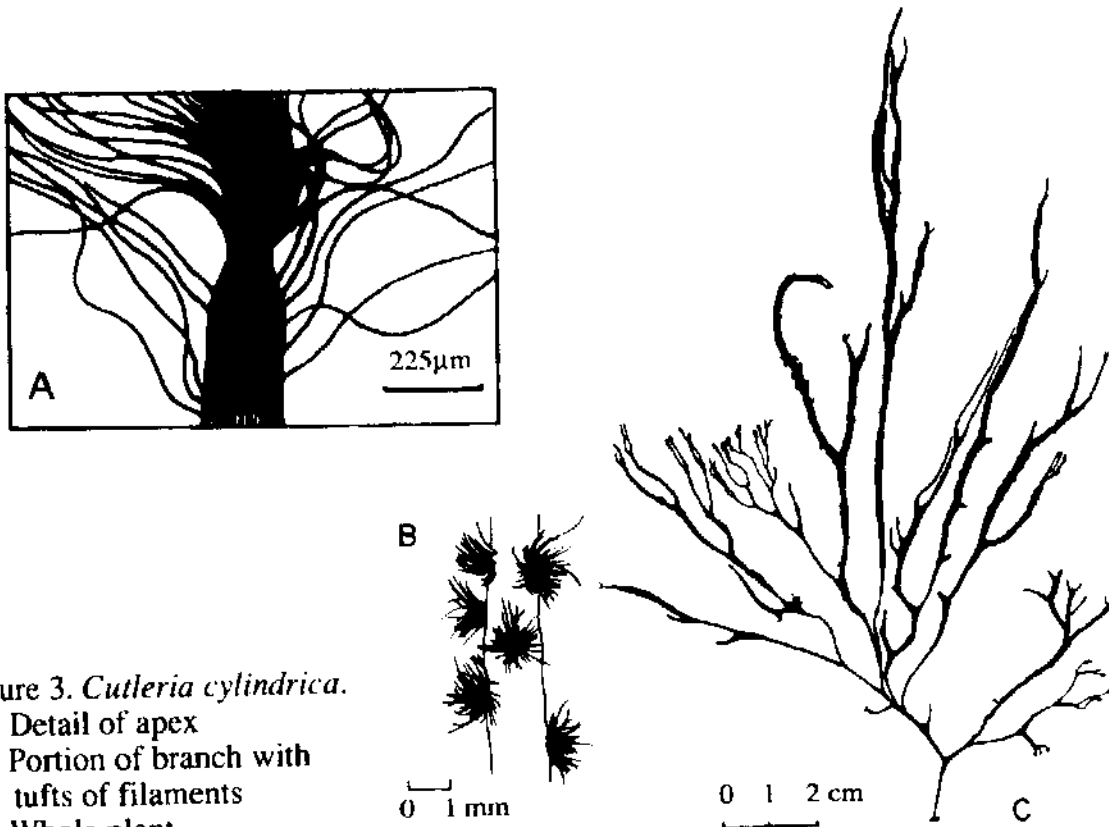 A
225µm
B
0 1 mm
0 1 2 cm
C
ure 3. Cutleria cylindrica.
Detail of apex
Portion of branch with
tufts of filaments
Whole plant